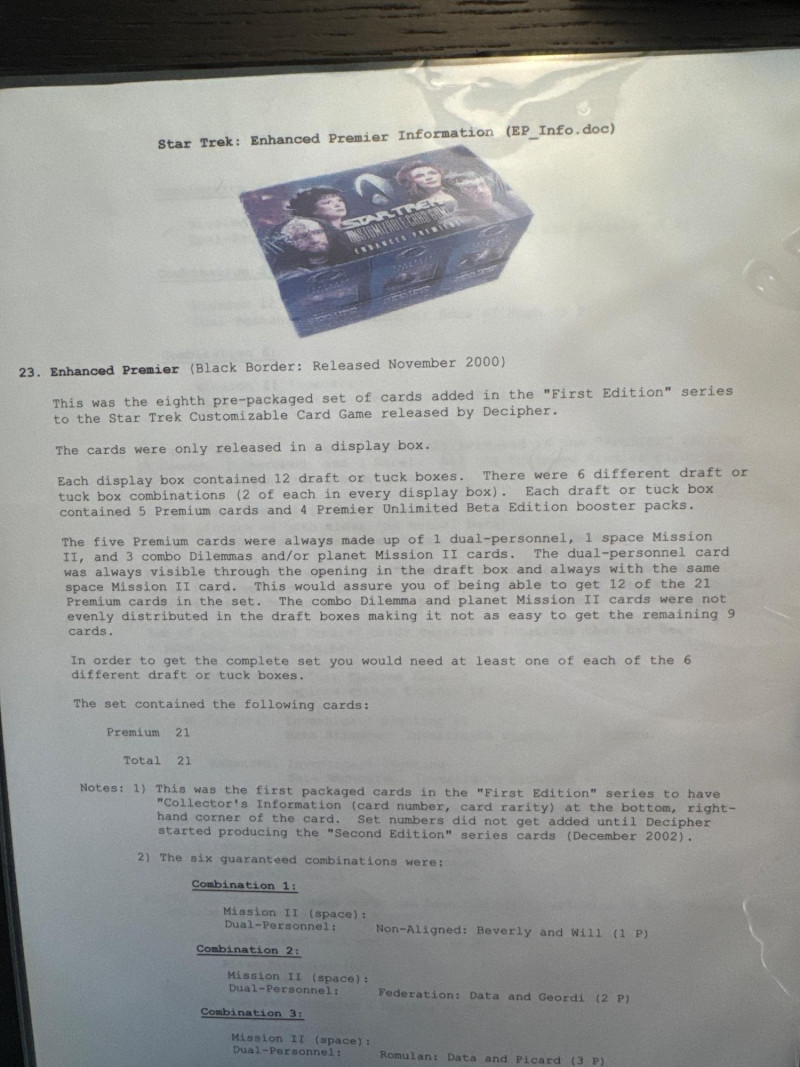 Star Trek: Enhanced Premier Information (EP_Info.doc)
STAR TREK
CUSTOMIZABLE CARD GAME
ENHANCED PREMIERE
23. Enhanced Premier (Black Border: Released November 2000)
This was the eighth pre-packaged set of cards added in the "First Edition" series
to the Star Trek Customizable Card Game released by Decipher.
The cards were only released in a display box.
Each display box contained 12 draft or tuck boxes. There were 6 different draft or
tuck box combinations (2 of each in every display box). Each draft or tuck box
contained 5 Premium cards and 4 Premier Unlimited Beta Edition booster packs.
The five Premium cards were always made up of 1 dual-personnel, 1 space Mission
II, and 3 combo Dilemmas and/or planet Mission II cards. The dual-personnel card
was always visible through the opening in the draft box and always with the same
space Mission II card. This would assure you of being able to get 12 of the 21
Premium cards in the set. The combo Dilemma and planet Mission II cards were not
evenly distributed in the draft boxes making it not as easy to get the remaining 9
cards.
In order to get the complete set you would need at least one of each of the 6
different draft or tuck boxes.
The set contained the following cards:
Premium 21
Total 21
Notes: 1) This was the first packaged cards in the "First Edition" series to have
"Collector's Information (card number, card rarity) at the bottom, right-
hand corner of the card. Set numbers did not get added until Decipher
started producing the "Second Edition" series cards (December 2002).
2) The six guaranteed combinations were:
Combination 1:
Mission II (space):
Dual-Personnel: Non-Aligned: Beverly and Will (1 P)
Combination 2:
Mission II (space):
Dual-Personnel: Federation: Data and Geordi (2 P)
Combination 3:
Mission II (space):
Dual-Personnel: Romulan: Data and Picard (3 P)